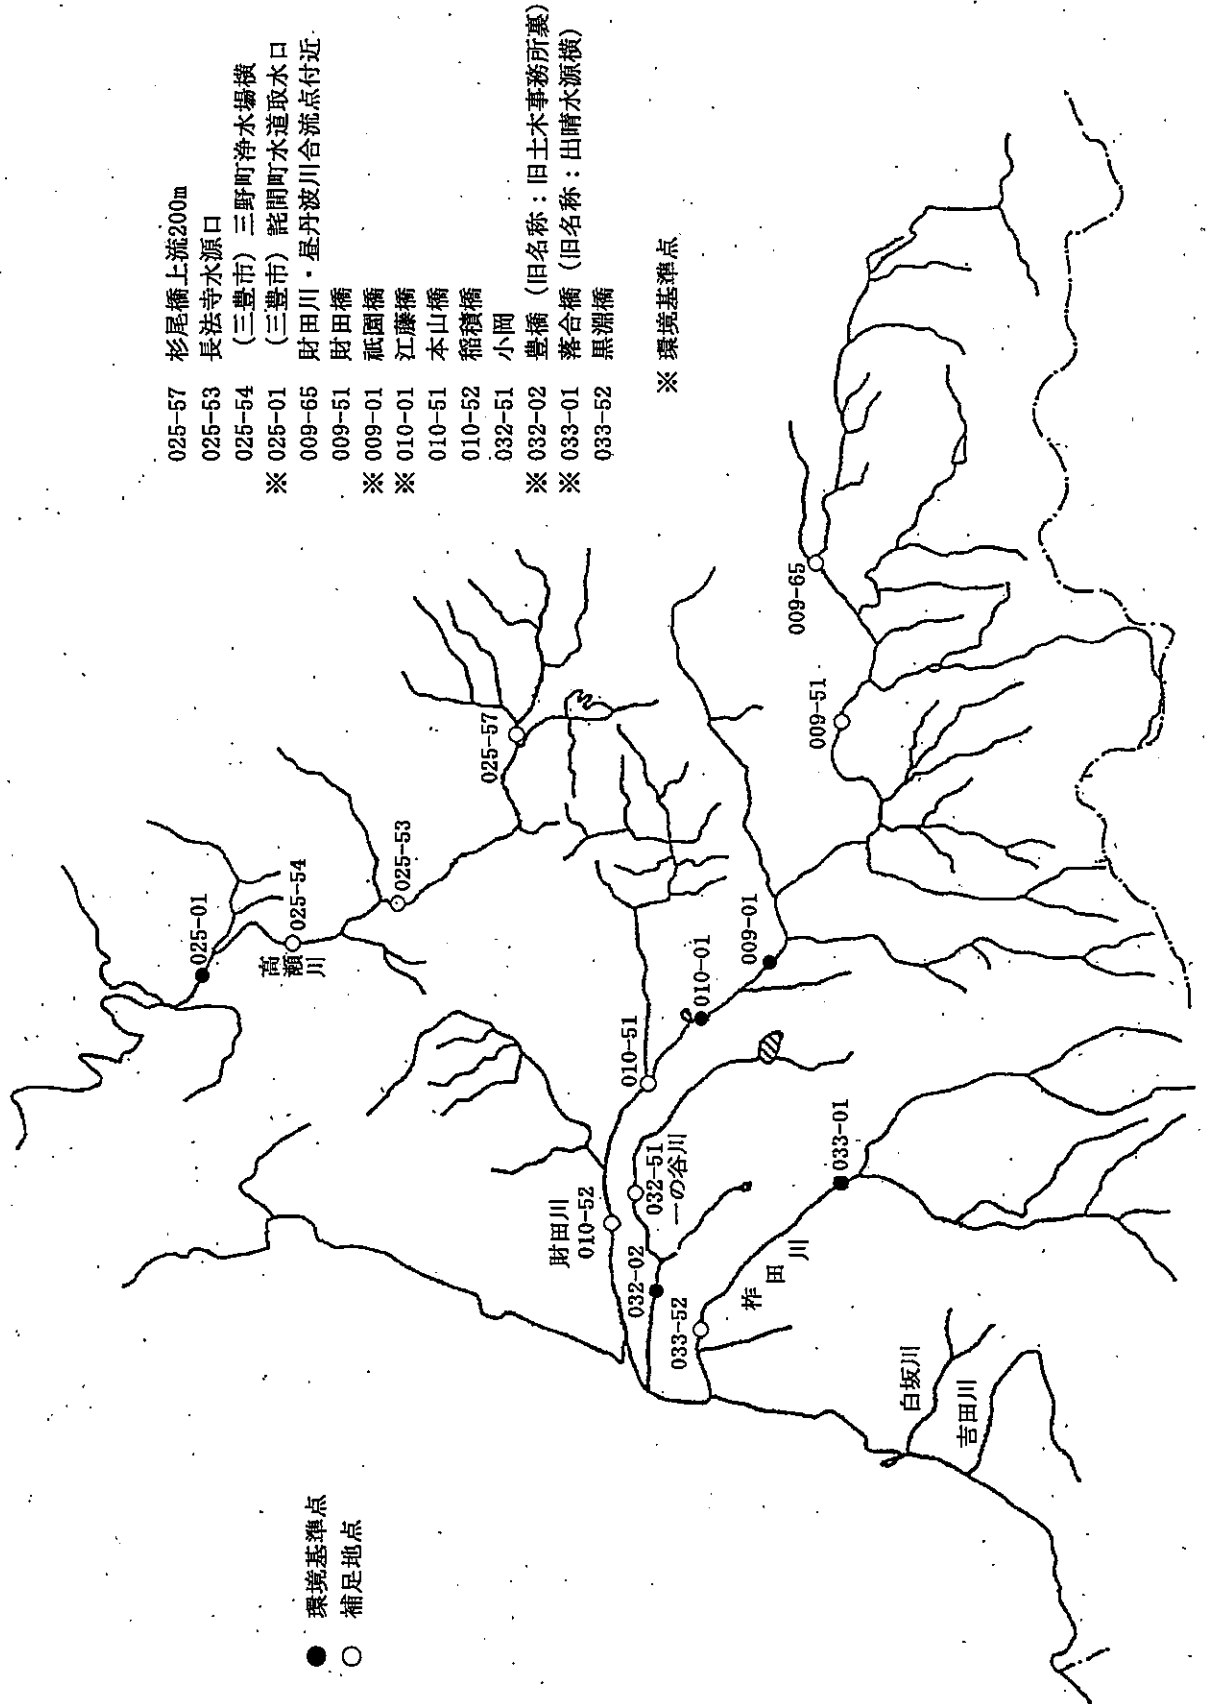 025-57 杉尾橋上流200m
025-53 長法寺水源口
025-54 (三豊市) 三野町浄水場横
※ 025-01 (三豊市) 詫間町水道取水口
009-65 財田川・昼丹波川合流点付近
009-51 財田橋
※ 009-01 祇園橋
※ 010-01 江藤橋
010-51 本山橋
010-52 稲積橋
032-51 小岡
※ 032-02 豊橋 (旧名称:旧土木事務所裏)
※ 033-01 落合橋 (旧名称:出晴水源横)
033-52 黒淵橋
※ 環境基準点
● 環境基準点
○ 補足地点
025-01
高瀬川
025-54
025-53
025-57
財田川
010-52
010-51
010-01
009-01
009-51
009-65
032-02
032-51
一の谷川
033-52
柞田川
033-01
白坂川
吉田川